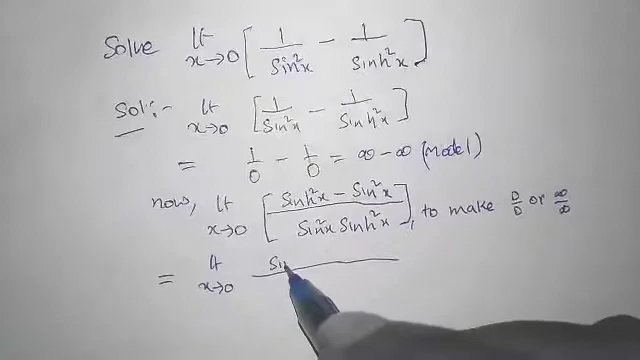 Solve lt x→0 [ 1/sin²x − 1/sinh²x ]
Sol:- lt x→0 [ 1/sin²x − 1/sinh²x ]
= 1/0 − 1/0 = ∞ − ∞ (model)
now, lt x→0 [ sinh²x − sin²x / sin²x sinh²x ], to make 0/0 or ∞/∞
= lt x→0 si